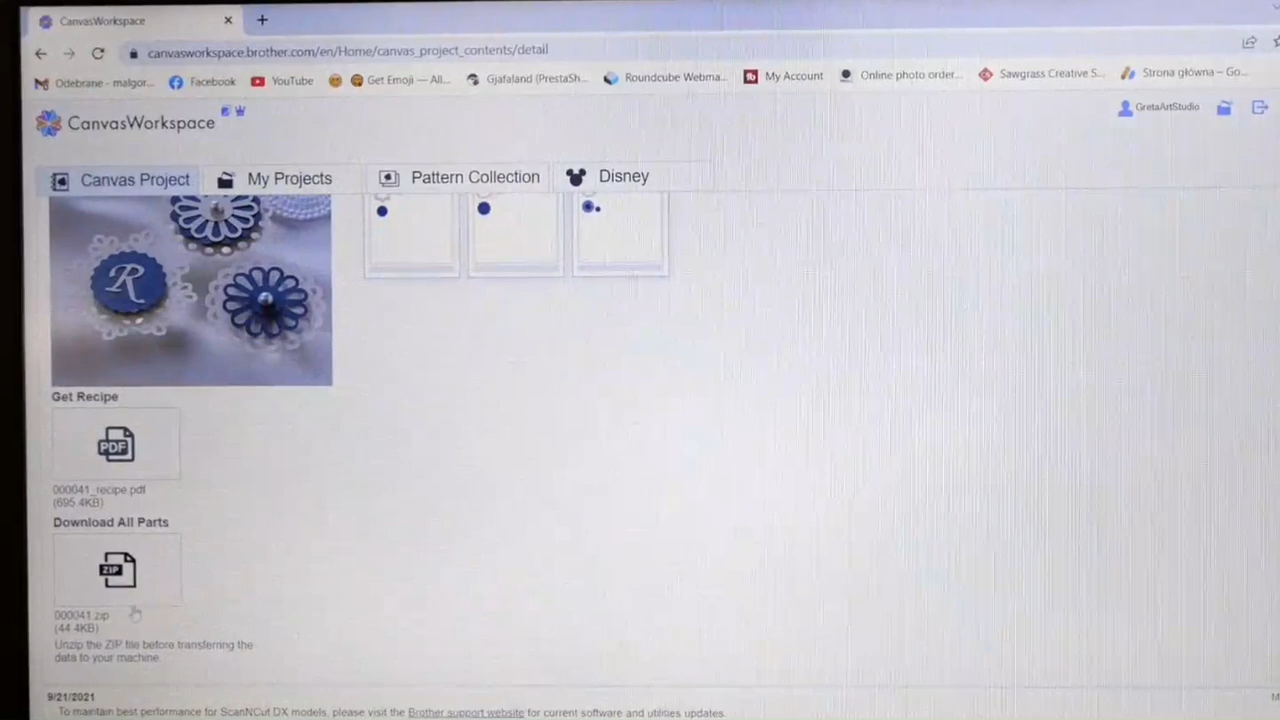 CanvasWorkspace
canvasworkspace.brother.com/en/Home/canvas_project_contents/detail
Odebrane - malgor... Facebook YouTube Get Emoji — All... Gjafaland (PrestaSh... Roundcube Webma... My Account Online photo order... Sawgrass Creative S... Strona główna – Go...
CanvasWorkspace
GretaArtStudio
Canvas Project My Projects Pattern Collection Disney
R
Get Recipe
PDF
000041_recipe.pdf
(695.4KB)
Download All Parts
ZIP
000041.zip
(44.4KB)
Unzip the ZIP file before transferring the
data to your machine.
9/21/2021
To maintain best performance for ScanNCut DX models, please visit the Brother support website for current software and utilities updates.